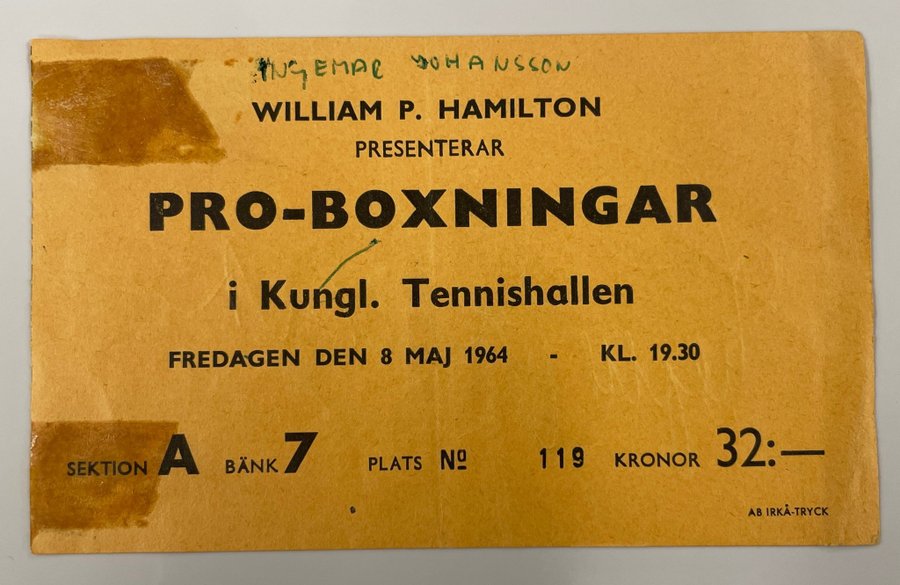 INGEMAR JOHANSSON
WILLIAM P. HAMILTON
PRESENTERAR
PRO-BOXNINGAR
i Kungl. Tennishallen
FREDAGEN DEN 8 MAJ 1964 - KL. 19.30
SEKTION A BÄNK 7 PLATS Nº 119 KRONOR 32:—
AB IRKÅ-TRYCK